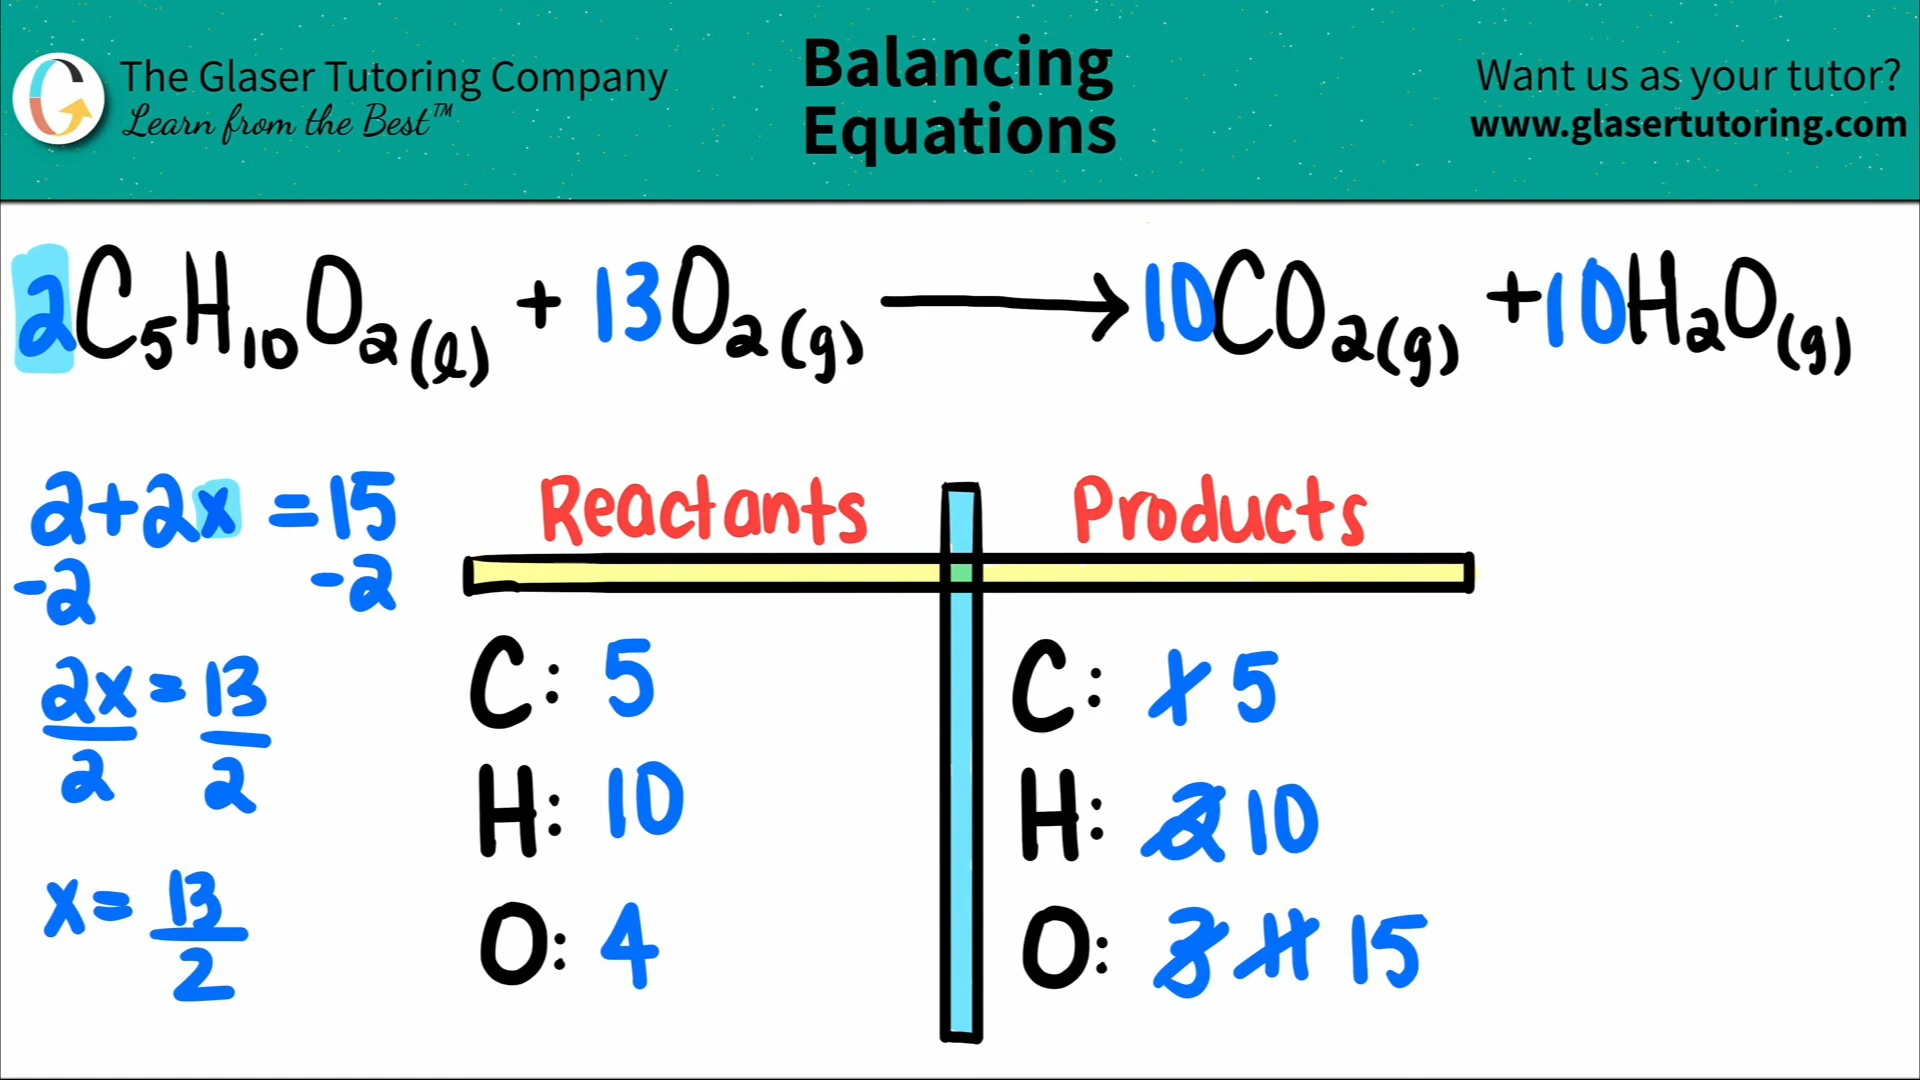 The Glaser Tutoring Company
Learn from the Best™
Balancing
Equations
Want us as your tutor?
www.glasertutoring.com
2C₅H₁₀O₂(l) + 13O₂(g) ⟶ 10CO₂(g) + 10H₂O(g)
2+2x = 15
-2 -2
2x = 13
2 2
x = 13
2
Reactants Products
C: 5 C: 1 5
H: 10 H: 2 10
O: 4 O: 3 11 15